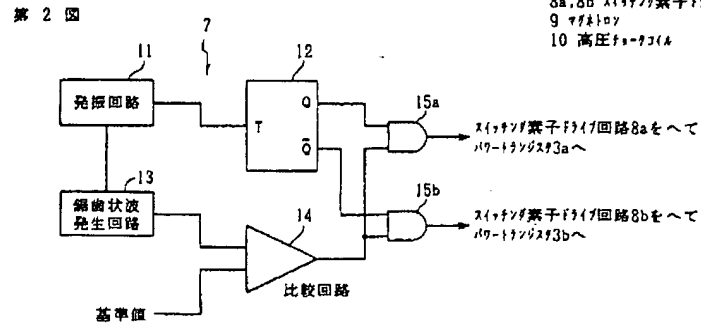 第 2 図
8a,8b スイッチング素子ド
9 マグネトロン
10 高圧チョークコイル
7
11
発振回路
12
T
Q
Q̅
15a
スイッチング素子ドライブ回路8aをへて
パワートランジスタ3aへ
13
鋸歯状波
発生回路
14
比較回路
15b
スイッチング素子ドライブ回路8bをへて
パワートランジスタ3bへ
基準値